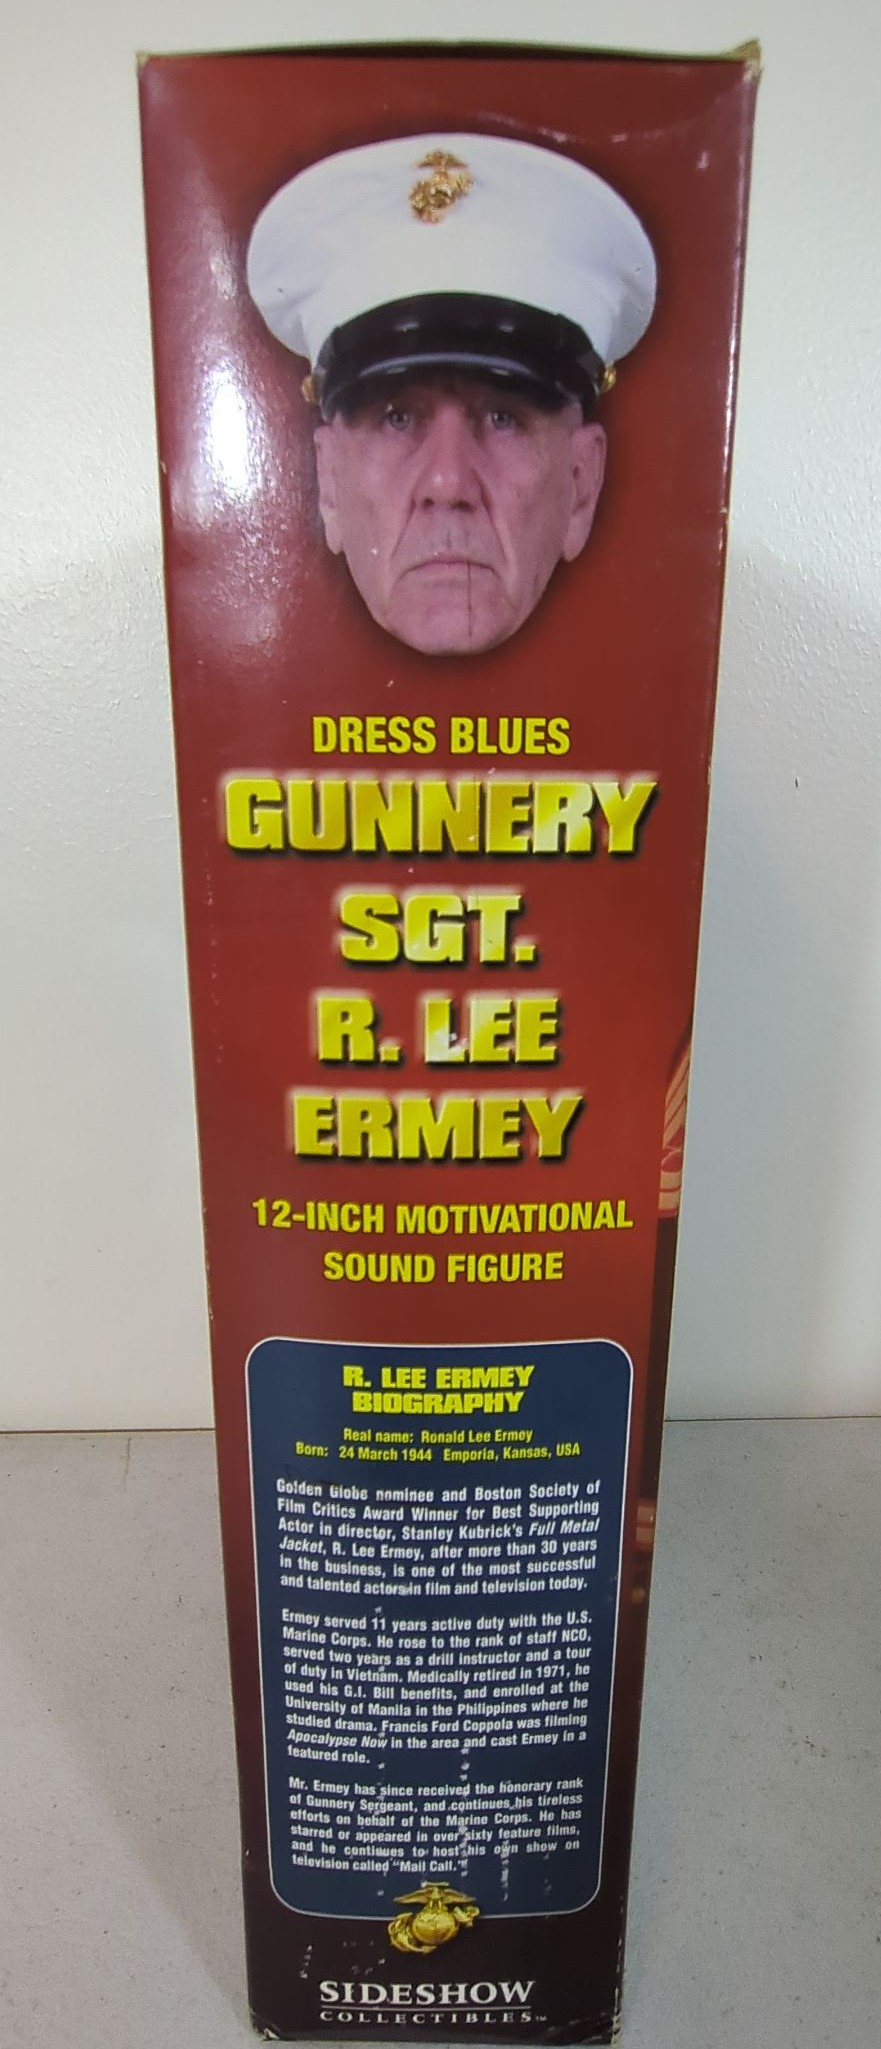 DRESS BLUES
GUNNERY
SGT.
R. LEE
ERMEY
12-INCH MOTIVATIONAL
SOUND FIGURE
R. LEE ERMEY
BIOGRAPHY
Real name: Ronald Lee Ermey
Born: 24 March 1944 Emporia, Kansas, USA
Golden Globe nominee and Boston Society of
Film Critics Award Winner for Best Supporting
Actor in director, Stanley Kubrick's Full Metal
Jacket, R. Lee Ermey, after more than 30 years
in the business, is one of the most successful
and talented actors in film and television today.
Ermey served 11 years active duty with the U.S.
Marine Corps. He rose to the rank of staff NCO,
served two years as a drill instructor and a tour
of duty in Vietnam. Medically retired in 1971, he
used his G.I. Bill benefits, and enrolled at the
University of Manila in the Philippines where he
studied drama. Francis Ford Coppola was filming
Apocalypse Now in the area and cast Ermey in a
featured role.
Mr. Ermey has since received the honorary rank
of Gunnery Sergeant, and continues his tireless
efforts on behalf of the Marine Corps. He has
starred or appeared in over sixty feature films,
and he continues to host his own show on
television called "Mail Call."
SIDESHOW
COLLECTIBLES™